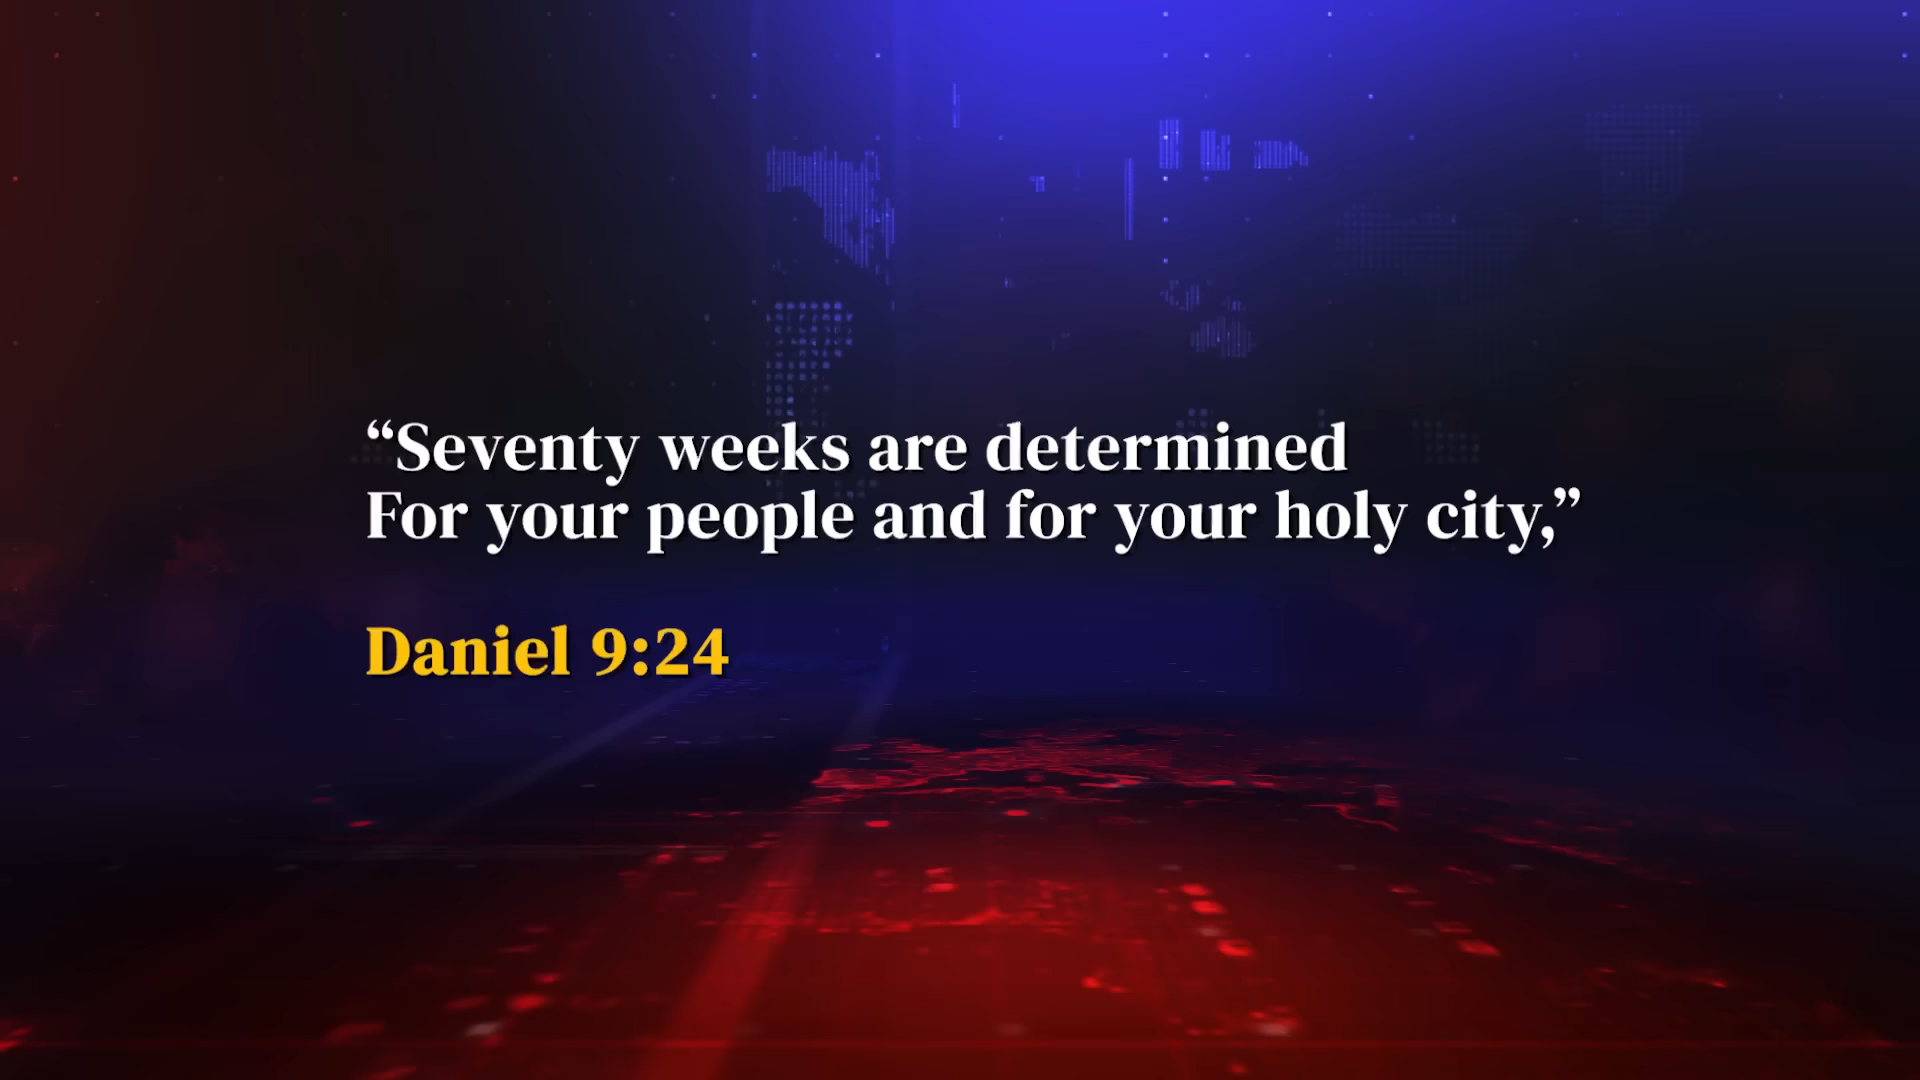 “Seventy weeks are determined
For your people and for your holy city,”
Daniel 9:24